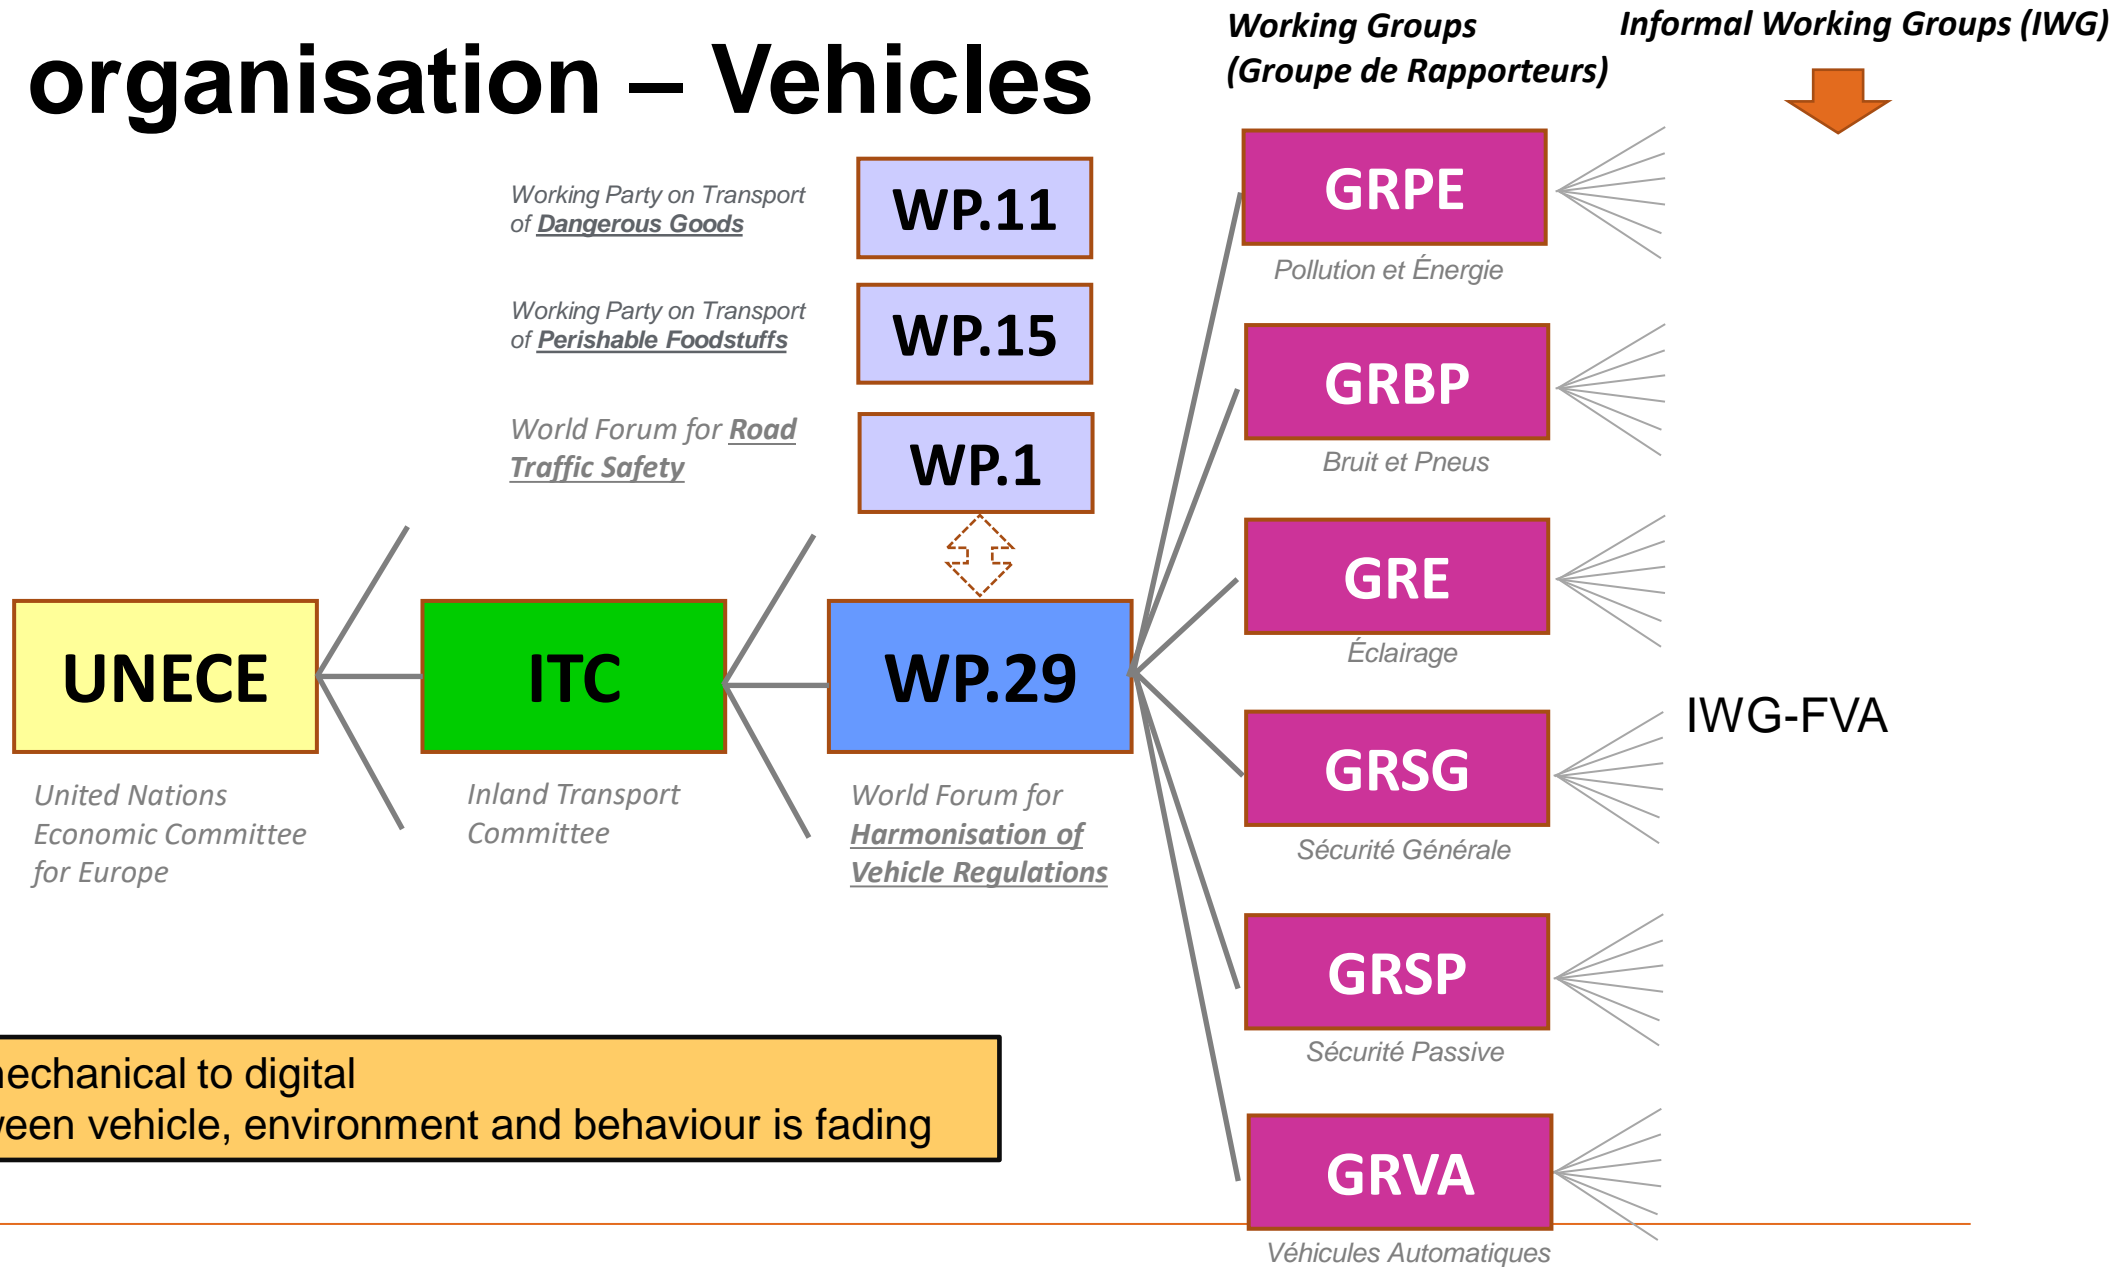 organisation – Vehicles
Working Groups
(Groupe de Rapporteurs)
Informal Working Groups (IWG)
Working Party on Transport
of Dangerous Goods
WP.11
Working Party on Transport
of Perishable Foodstuffs
WP.15
World Forum for Road
Traffic Safety
WP.1
UNECE
United Nations
Economic Committee
for Europe
ITC
Inland Transport
Committee
WP.29
World Forum for
Harmonisation of
Vehicle Regulations
GRPE
Pollution et Énergie
GRBP
Bruit et Pneus
GRE
Éclairage
GRSG
Sécurité Générale
IWG-FVA
GRSP
Sécurité Passive
GRVA
Véhicules Automatiques
to digital
vehicle, environment and behaviour is fading